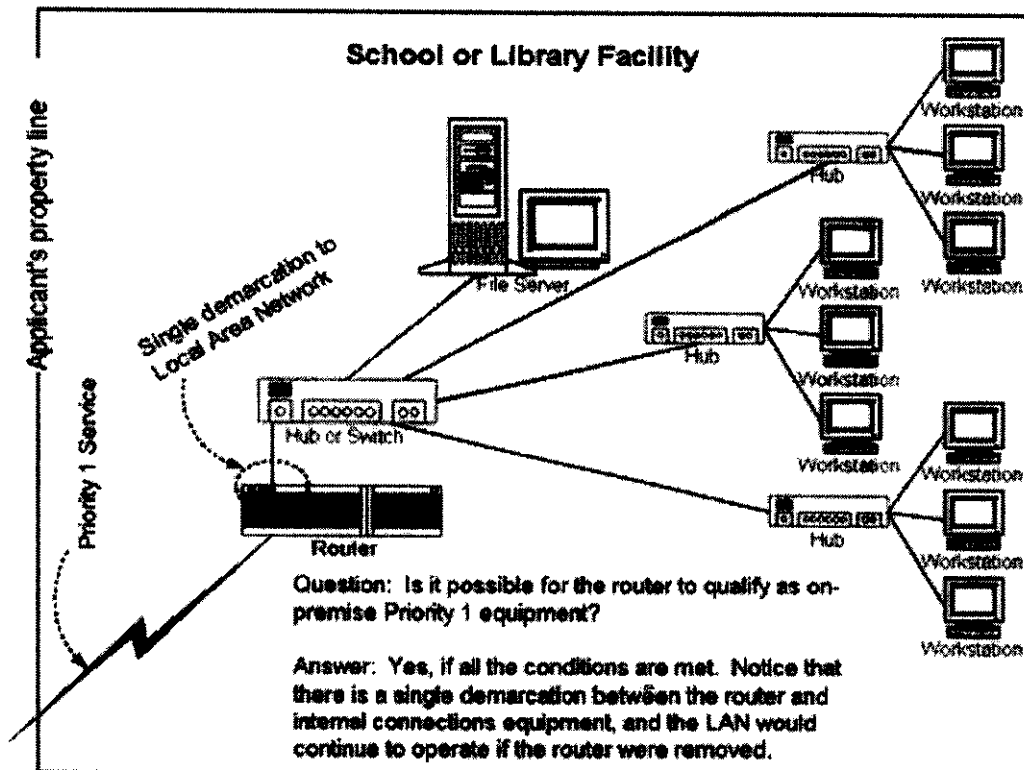 School or Library Facility
Applicant's property line
Workstation
Hub
Workstation
Workstation
File Server
Single demarcation to
Local Area Network
Workstation
Hub
Workstation
Workstation
Hub or Switch
Priority 1 Service
Router
Workstation
Hub
Workstation
Workstation
Question: Is it possible for the router to qualify as on-
premise Priority 1 equipment?
Answer: Yes, if all the conditions are met. Notice that
there is a single demarcation between the router and
internal connections equipment, and the LAN would
continue to operate if the router were removed.